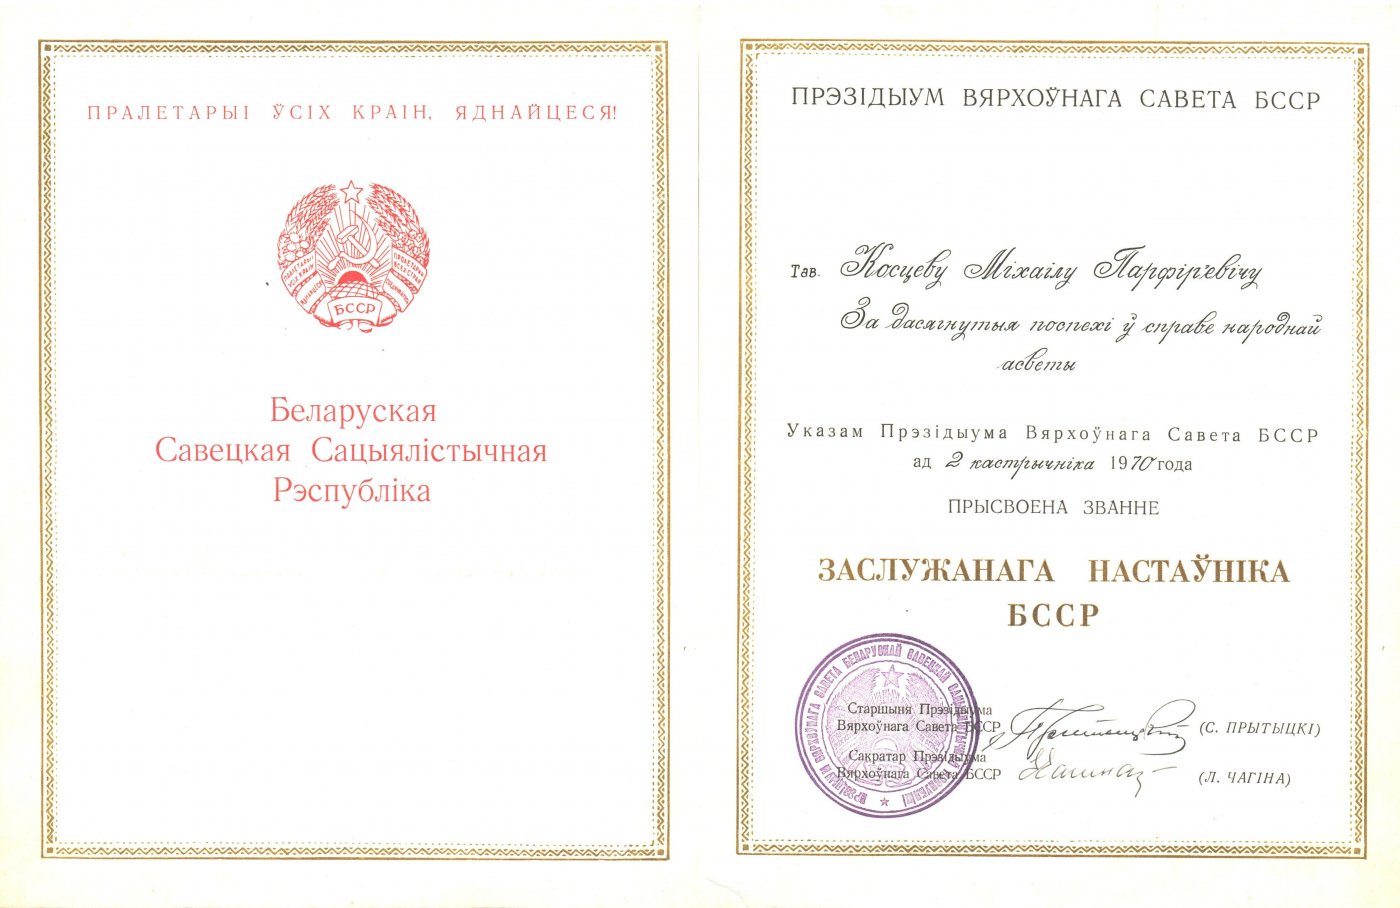 ПРАЛЕТАРЫІ ЎСІХ КРАІН, ЯДНАЙЦЕСЯ!
БССР
Беларуская
Савецкая Сацыялістычная
Рэспубліка
ПРЭЗІДЫУМ ВЯРХОЎНАГА САВЕТА БССР
Тав. Косцеву Міхаілу Парфір'евічу
За дасягнутыя поспехі ў справе народнай
асветы
Указам Прэзідыума Вярхоўнага Савета БССР
ад 2 кастрычніка 1970 года
ПРЫСВОЕНА ЗВАННЕ
ЗАСЛУЖАНАГА НАСТАЎНІКА
БССР
Старшыня Прэзідыума
Вярхоўнага Савета БССР
(С. ПРЫТЫЦКІ)
Сакратар Прэзідыума
Вярхоўнага Савета БССР
(Л. ЧАГІНА)